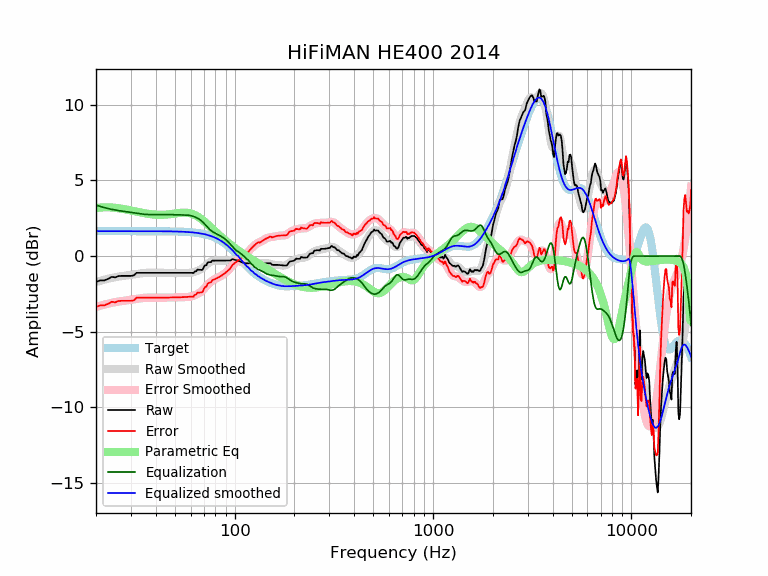 HiFiMAN HE400 2014
Amplitude (dBr)
10
5
0
−5
−10
−15
Target
Raw Smoothed
Error Smoothed
Raw
Error
Parametric Eq
Equalization
Equalized smoothed
100
1000
10000
Frequency (Hz)